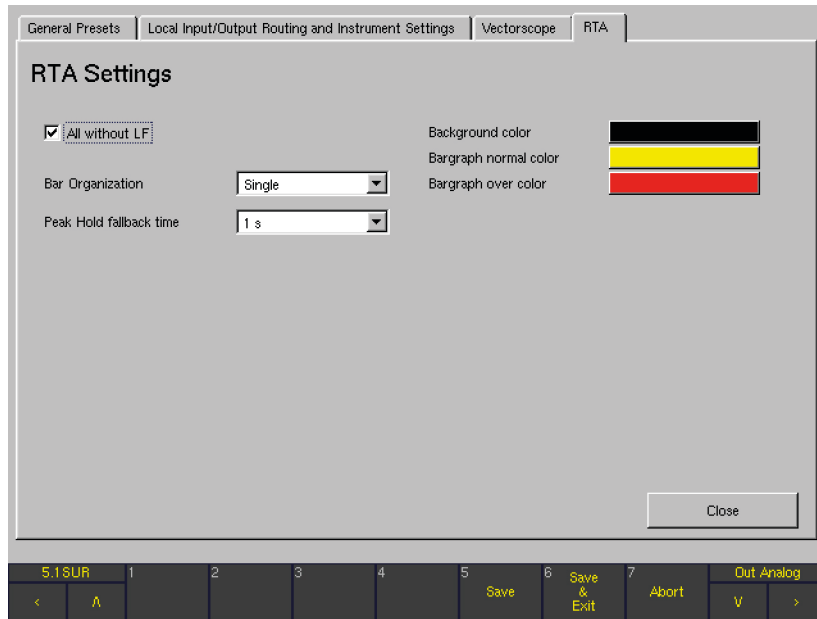 General Presets
Local Input/Output Routing and Instrument Settings
Vectorscope
RTA
RTA Settings
All without LF
Bar Organization
Single
Peak Hold fallback time
1 s
Background color
Bargraph normal color
Bargraph over color
Close
5.1SUR
<
Λ
1
2
3
4
5
Save
6
Save
&
Exit
7
Abort
Out Analog
V
>